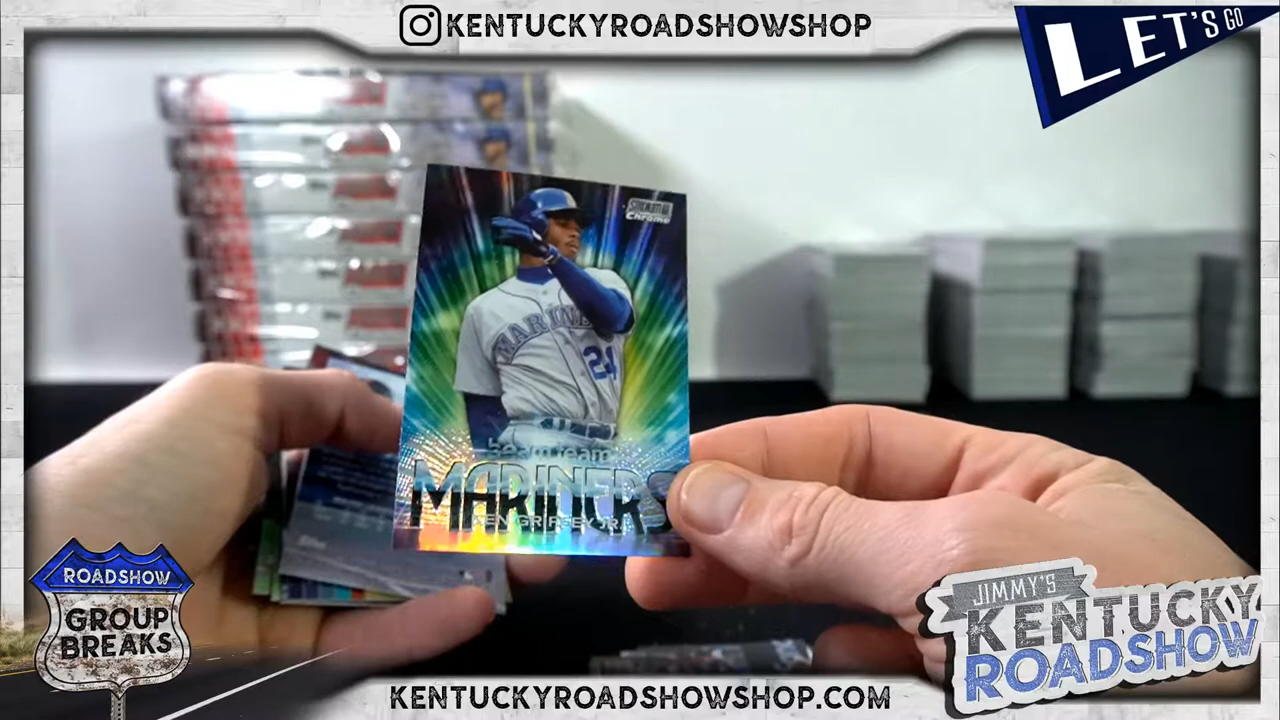 KENTUCKYROADSHOWSHOP
LET'S GO
STADIUM CLUB
Chrome
MARINERS
24
beam team
MARINERS
KEN GRIFFEY JR.
ROADSHOW
GROUP
BREAKS
JIMMY'S
KENTUCKY
ROADSHOW
KENTUCKYROADSHOWSHOP.COM